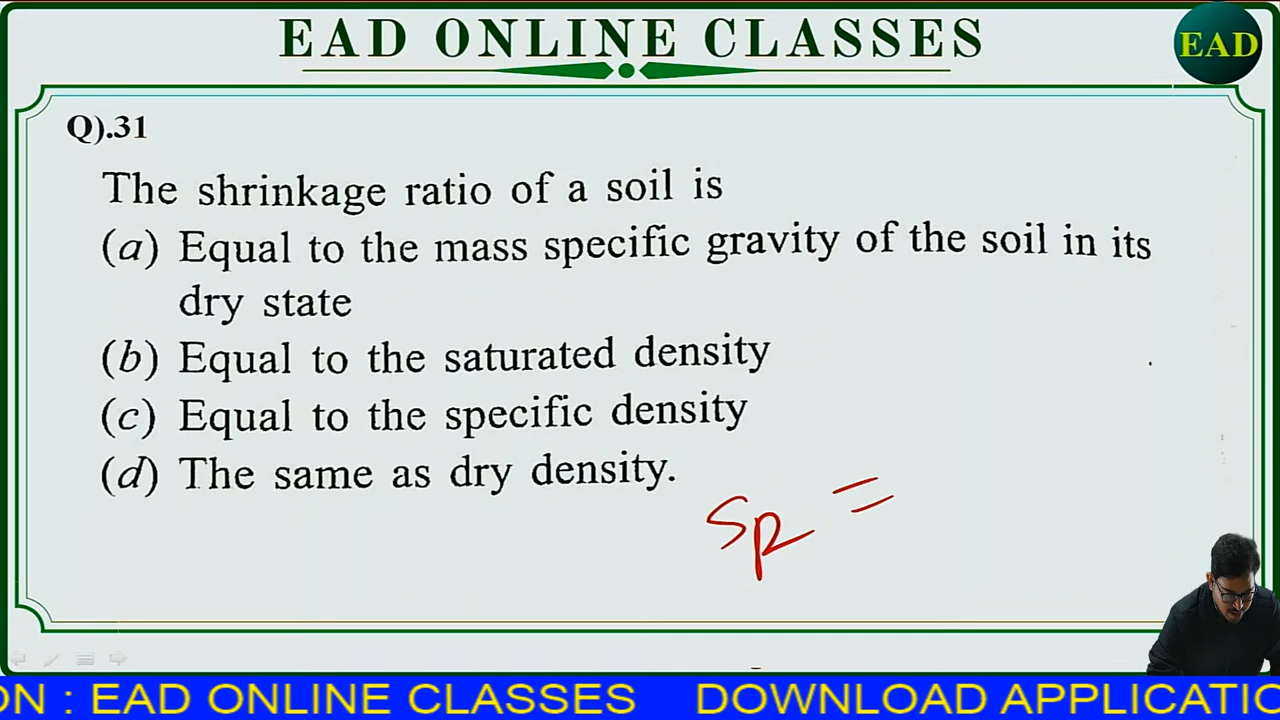 EAD ONLINE CLASSES
EAD
Q).31
The shrinkage ratio of a soil is
(a) Equal to the mass specific gravity of the soil in its
dry state
(b) Equal to the saturated density
(c) Equal to the specific density
(d) The same as dry density.
SR =
ON : EAD ONLINE CLASSES DOWNLOAD APPLICATIO